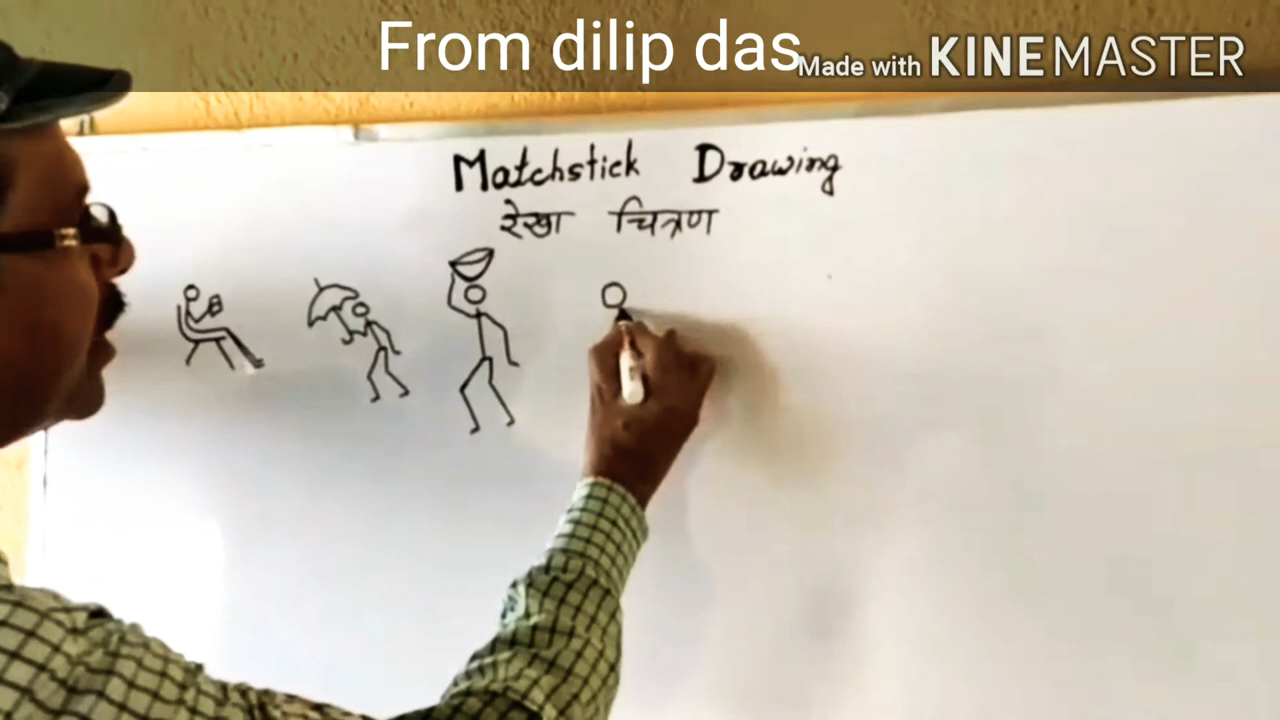 From dilip das
Made with KINEMASTER
Matchstick Drawing
रेखा चित्रण